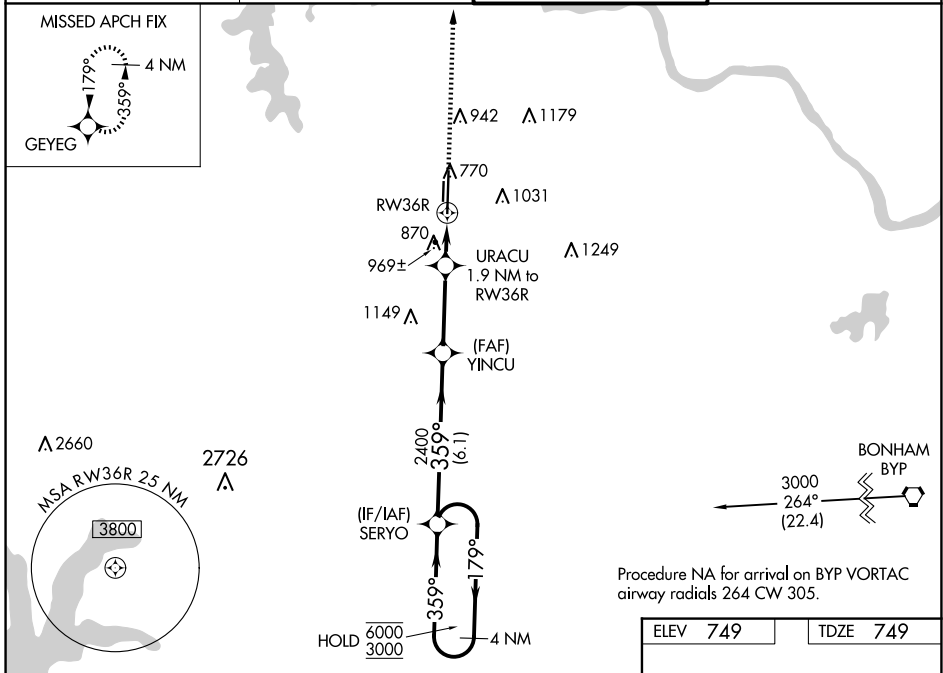 MISSED APCH FIX
4 NM
179°
359°
GEYEG
942
1179
770
RW36R
1031
870
969±
URACU
1.9 NM to
RW36R
1249
1149
(FAF)
YINCU
2400
359°
(6.1)
2660
2726
MSA RW36R 25 NM
3800
(IF/IAF)
SERYO
359°
179°
HOLD
6000
3000
4 NM
BONHAM
BYP
3000
264°
(22.4)
Procedure NA for arrival on BYP VORTAC
airway radials 264 CW 305.
ELEV 749
TDZE 749